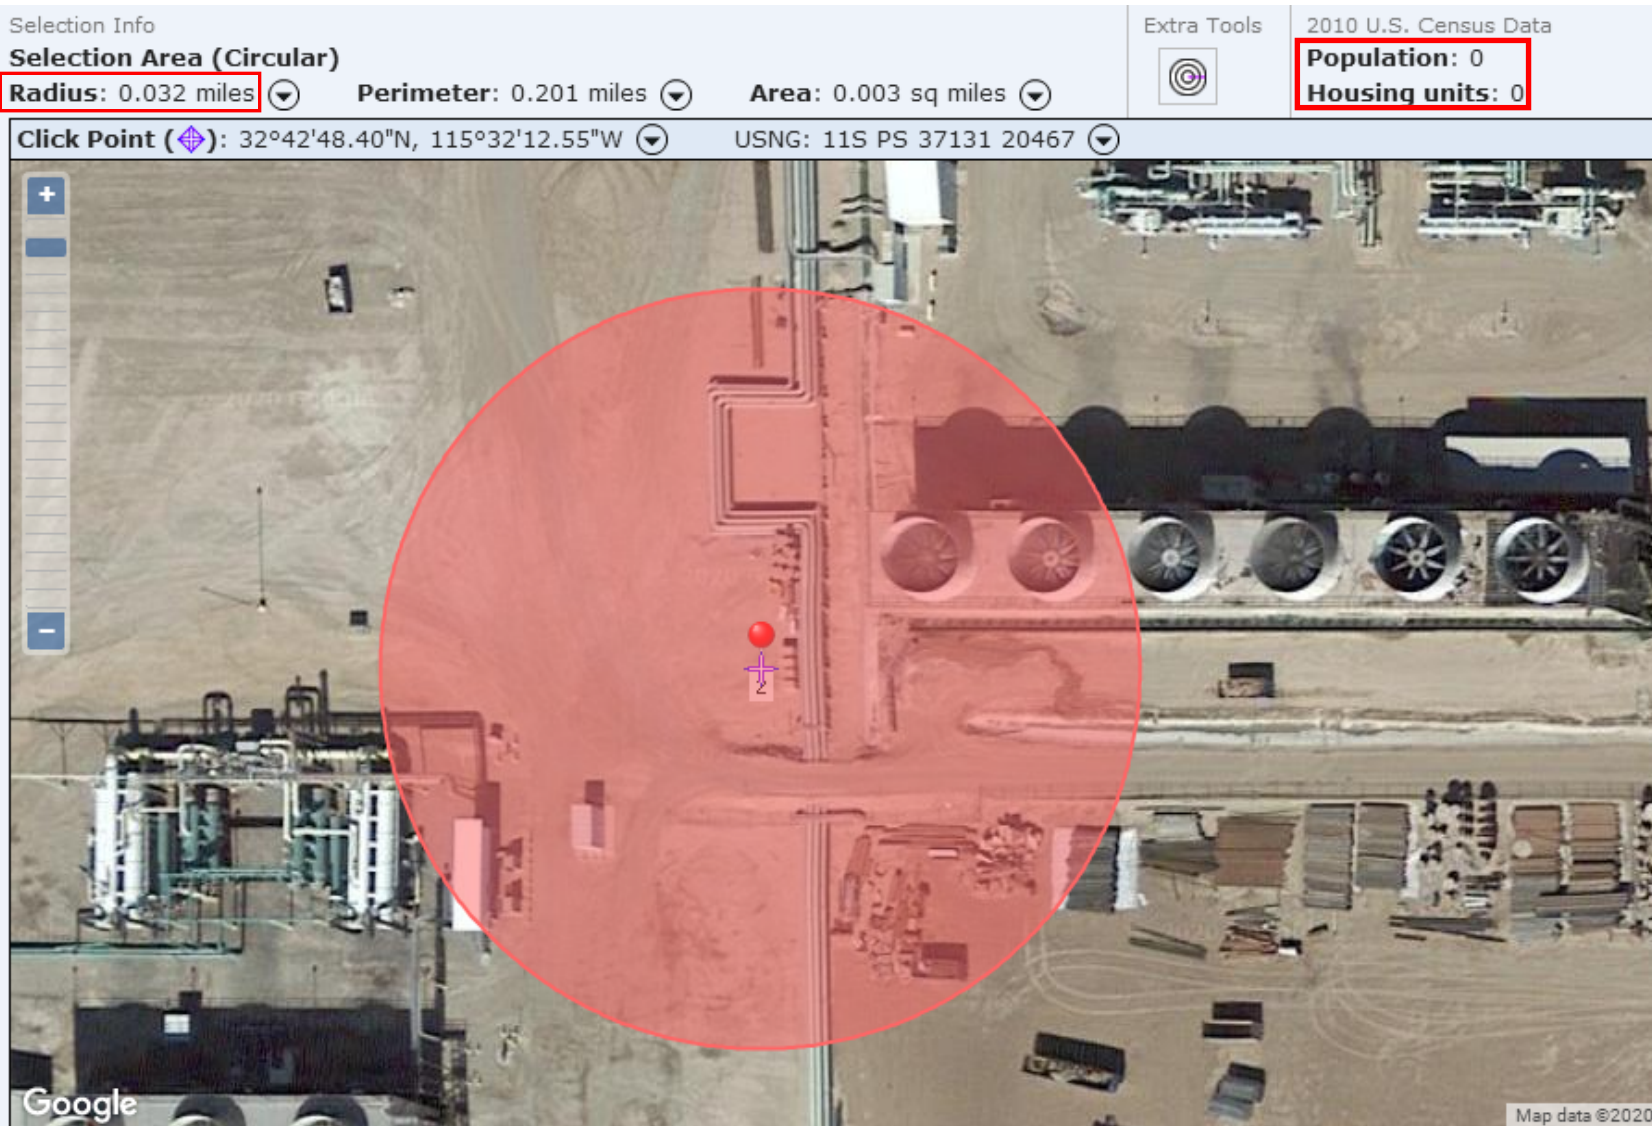 Selection Info
Selection Area (Circular)
Radius: 0.032 miles Perimeter: 0.201 miles Area: 0.003 sq miles
Extra Tools
2010 U.S. Census Data
Population: 0
Housing units: 0
Click Point ( ): 32°42'48.40"N, 115°32'12.55"W USNG: 11S PS 37131 20467
+
−
2
Google
Map data ©2020